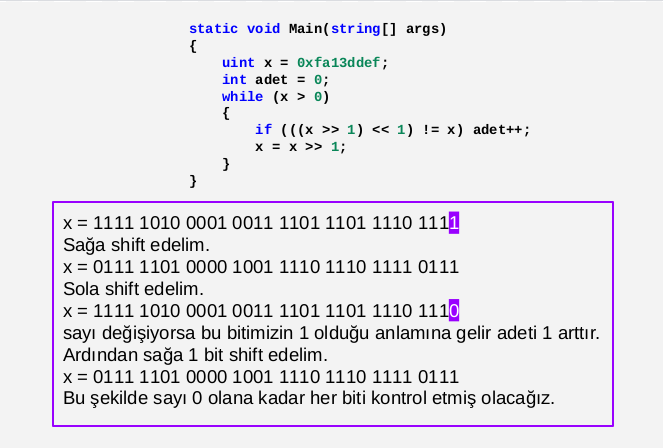 static void Main(string[] args)
{
uint x = 0xfa13ddef;
int adet = 0;
while (x > 0)
{
if (((x >> 1) << 1) != x) adet++;
x = x >> 1;
}
}
x = 1111 1010 0001 0011 1101 1101 1110 1111
Sağa shift edelim.
x = 0111 1101 0000 1001 1110 1110 1111 0111
Sola shift edelim.
x = 1111 1010 0001 0011 1101 1101 1110 1110
sayı değişiyorsa bu bitimizin 1 olduğu anlamına gelir adeti 1 arttır.
Ardından sağa 1 bit shift edelim.
x = 0111 1101 0000 1001 1110 1110 1111 0111
Bu şekilde sayı 0 olana kadar her biti kontrol etmiş olacağız.